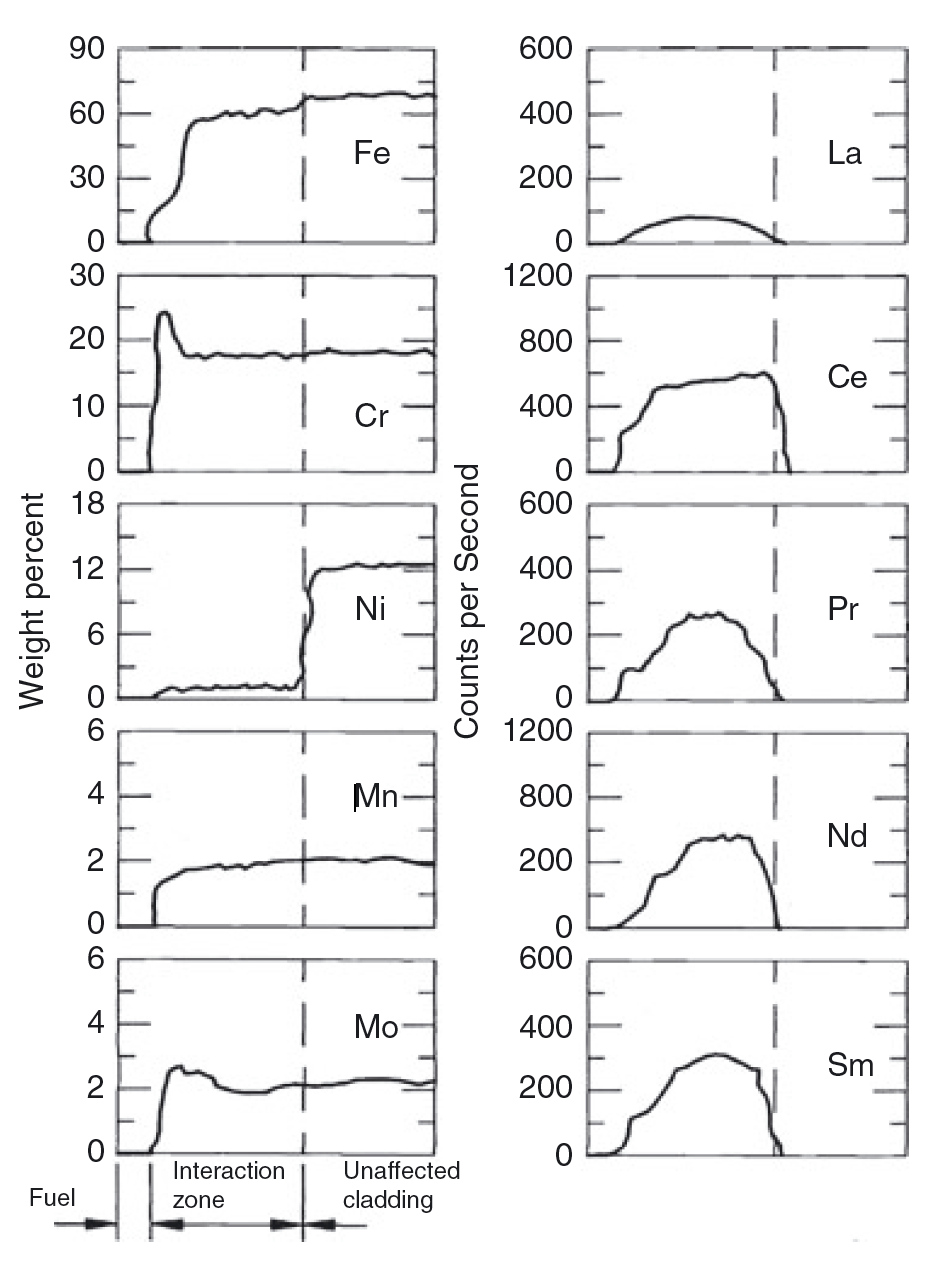 90
60
30
0
Fe
30
20
10
0
Cr
18
12
6
0
Ni
6
4
2
0
Mn
6
4
2
0
Mo
Weight percent
Fuel
Interaction
zone
Unaffected
cladding
600
400
200
0
La
1200
800
400
0
Ce
600
400
200
0
Pr
1200
800
200
0
Nd
600
400
200
0
Sm
Counts per Second